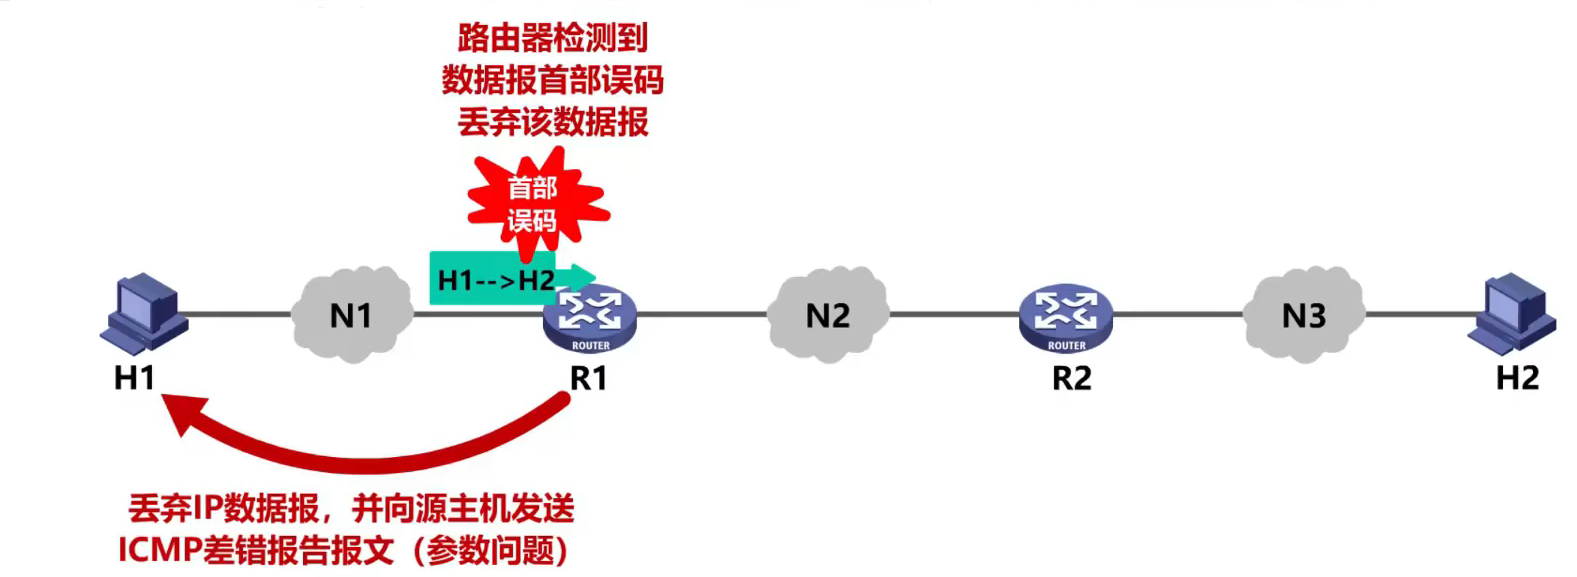 路由器检测到
数据报首部误码
丢弃该数据报
首部
误码
H1-->H2
N1
N2
N3
ROUTER
ROUTER
H1
R1
R2
H2
丢弃IP数据报，并向源主机发送
ICMP差错报告报文（参数问题）